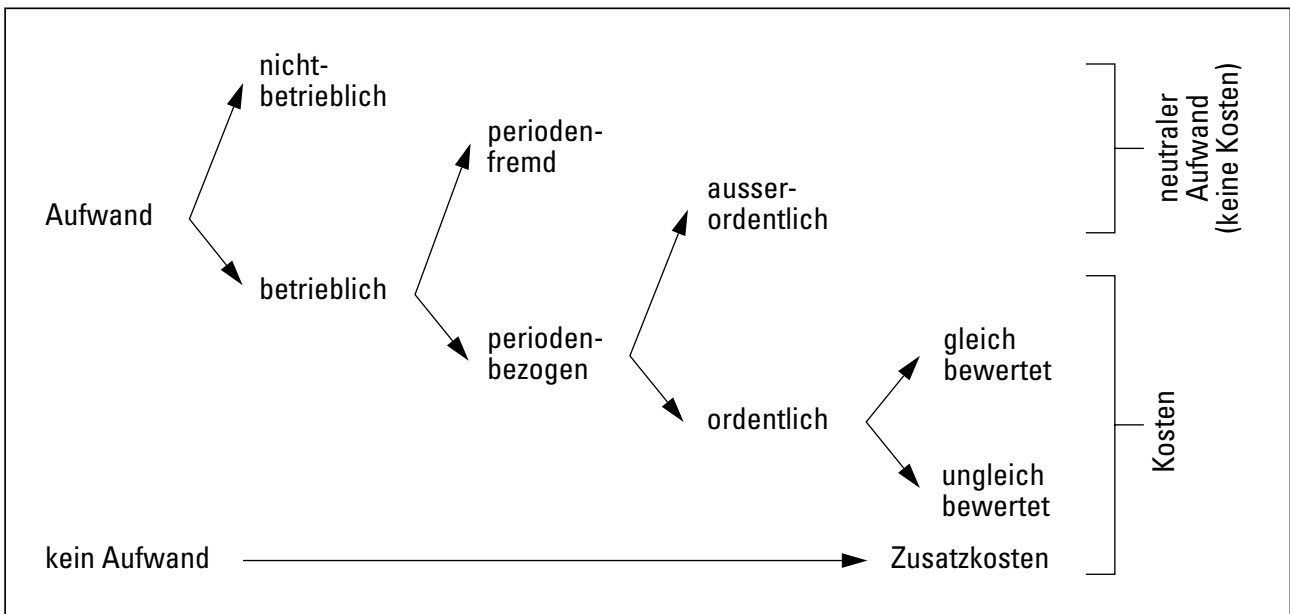 nicht-
betrieblich
perioden-
fremd
neutraler
Aufwand
(keine Kosten)
ausser-
ordentlich
Aufwand
betrieblich
perioden-
bezogen
gleich
bewertet
ordentlich
Kosten
ungleich
bewertet
kein Aufwand
Zusatzkosten